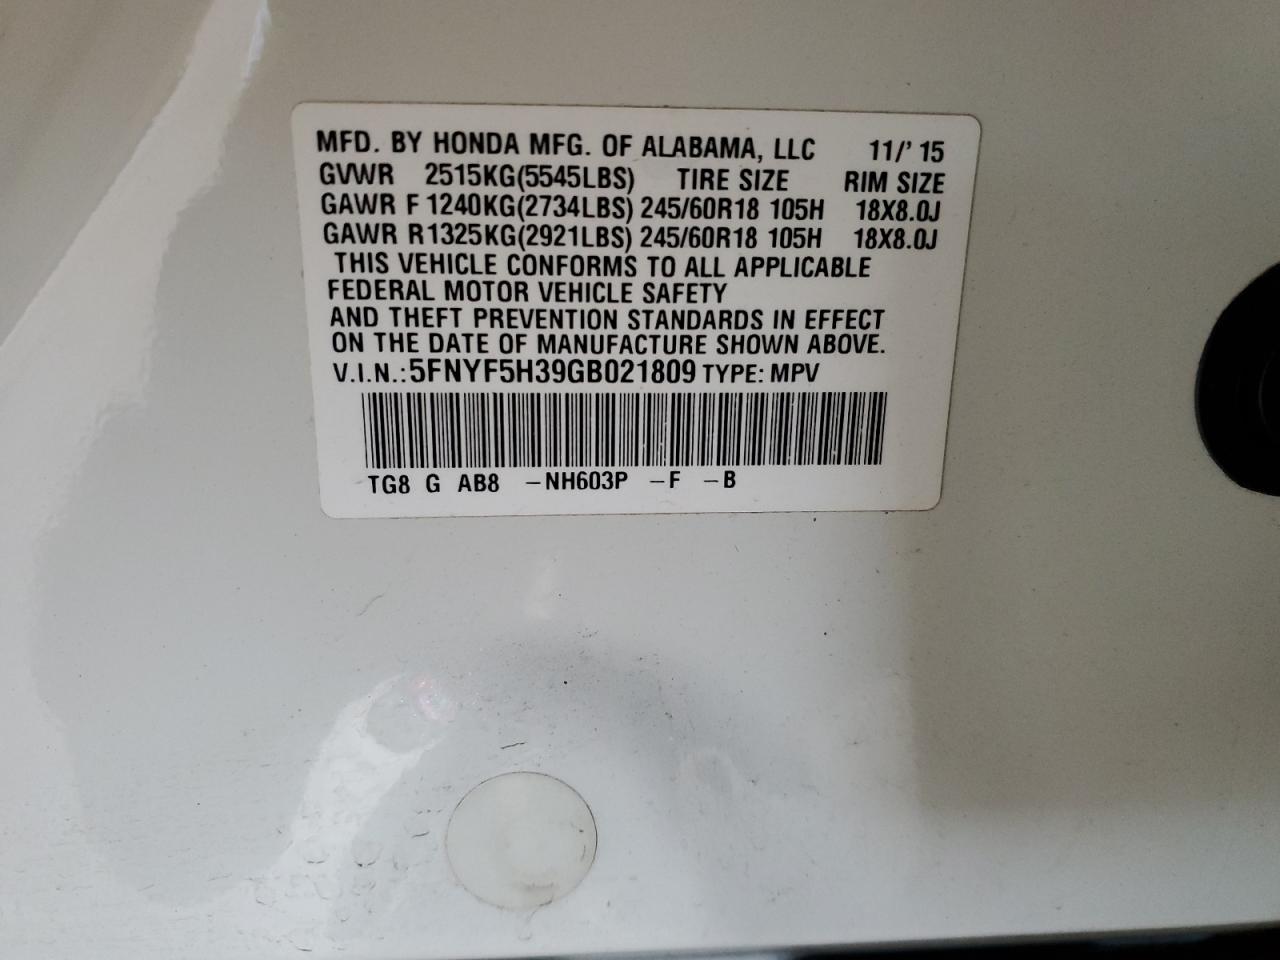 MFD. BY HONDA MFG. OF ALABAMA, LLC 11/'15
GVWR 2515KG(5545LBS) TIRE SIZE RIM SIZE
GAWR F 1240KG(2734LBS) 245/60R18 105H 18X8.0J
GAWR R1325KG(2921LBS) 245/60R18 105H 18X8.0J
THIS VEHICLE CONFORMS TO ALL APPLICABLE
FEDERAL MOTOR VEHICLE SAFETY
AND THEFT PREVENTION STANDARDS IN EFFECT
ON THE DATE OF MANUFACTURE SHOWN ABOVE.
V.I.N.:5FNYF5H39GB021809 TYPE: MPV
TG8 G AB8 –NH603P –F –B